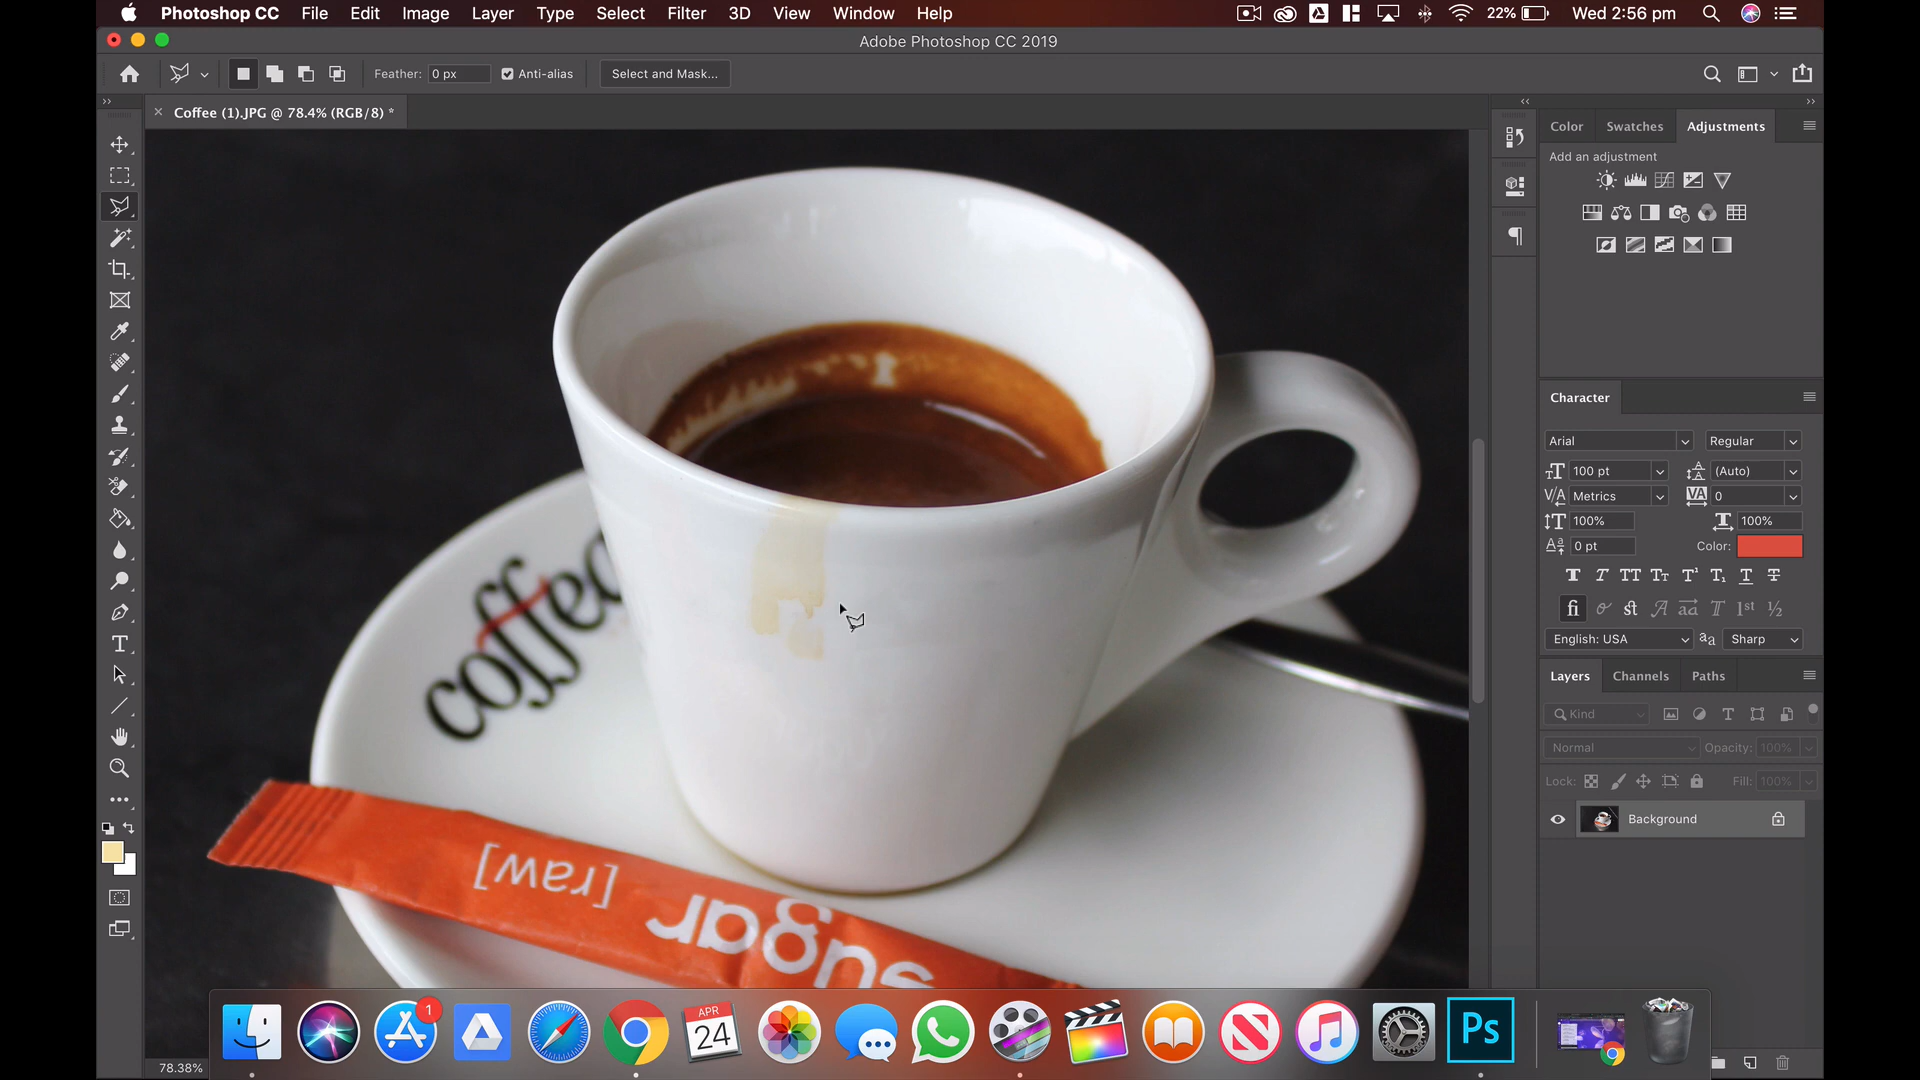 Photoshop CC File Edit Image Layer Type Select Filter 3D View Window Help 22% Wed 2:56 pm
Adobe Photoshop CC 2019
Feather: 0 px Anti-alias Select and Mask...
Coffee (1).JPG @ 78.4% (RGB/8) *
Color Swatches Adjustments
Add an adjustment
Character
Arial Regular
100 pt (Auto)
Metrics 0
100% 100%
0 pt Color:
English: USA Sharp
Layers Channels Paths
Kind
Normal Opacity: 100%
Lock: Fill: 100%
Background
coffee
[raw]
sugar
1
APR
24
Ps
78.38%